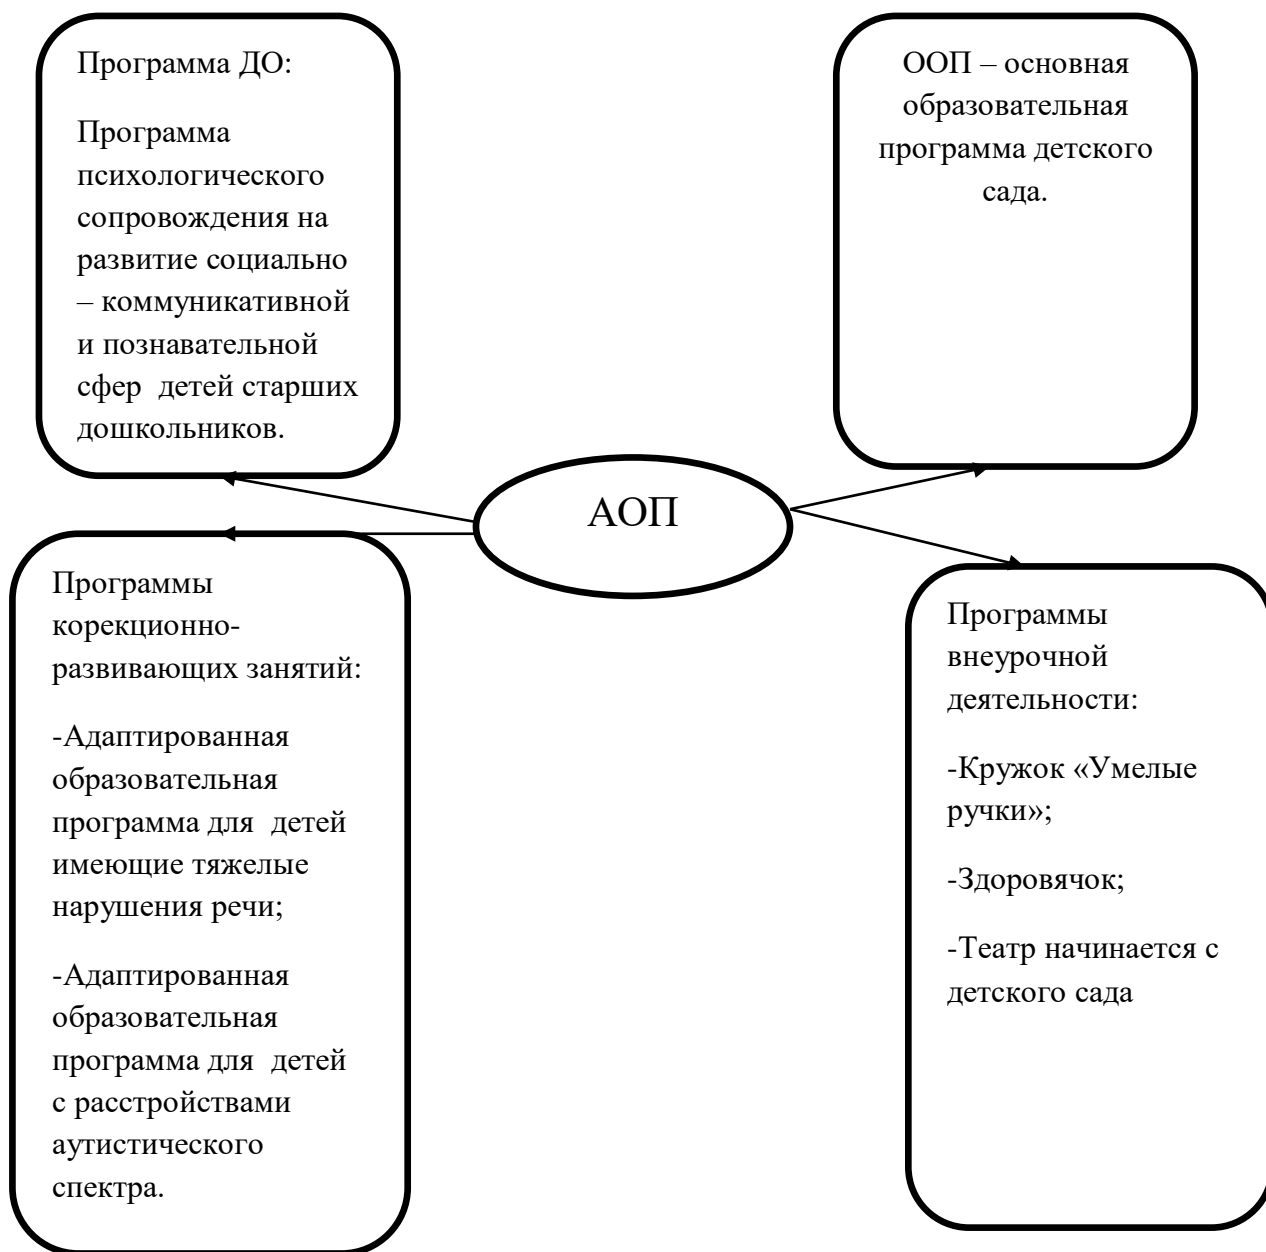 Программа ДО:
Программа
психологического
сопровождения на
развитие социально
– коммуникативной
и познавательной
сфер  детей старших
дошкольников.
ООП – основная
образовательная
программа детского
сада.
АОП
Программы
корекционно-
развивающих занятий:
-Адаптированная
образовательная
программа для  детей
имеющие тяжелые
нарушения речи;
-Адаптированная
образовательная
программа для  детей
с расстройствами
аутистического
спектра.
Программы
внеурочной
деятельности:
-Кружок «Умелые
ручки»;
-Здоровячок;
-Театр начинается с
детского сада